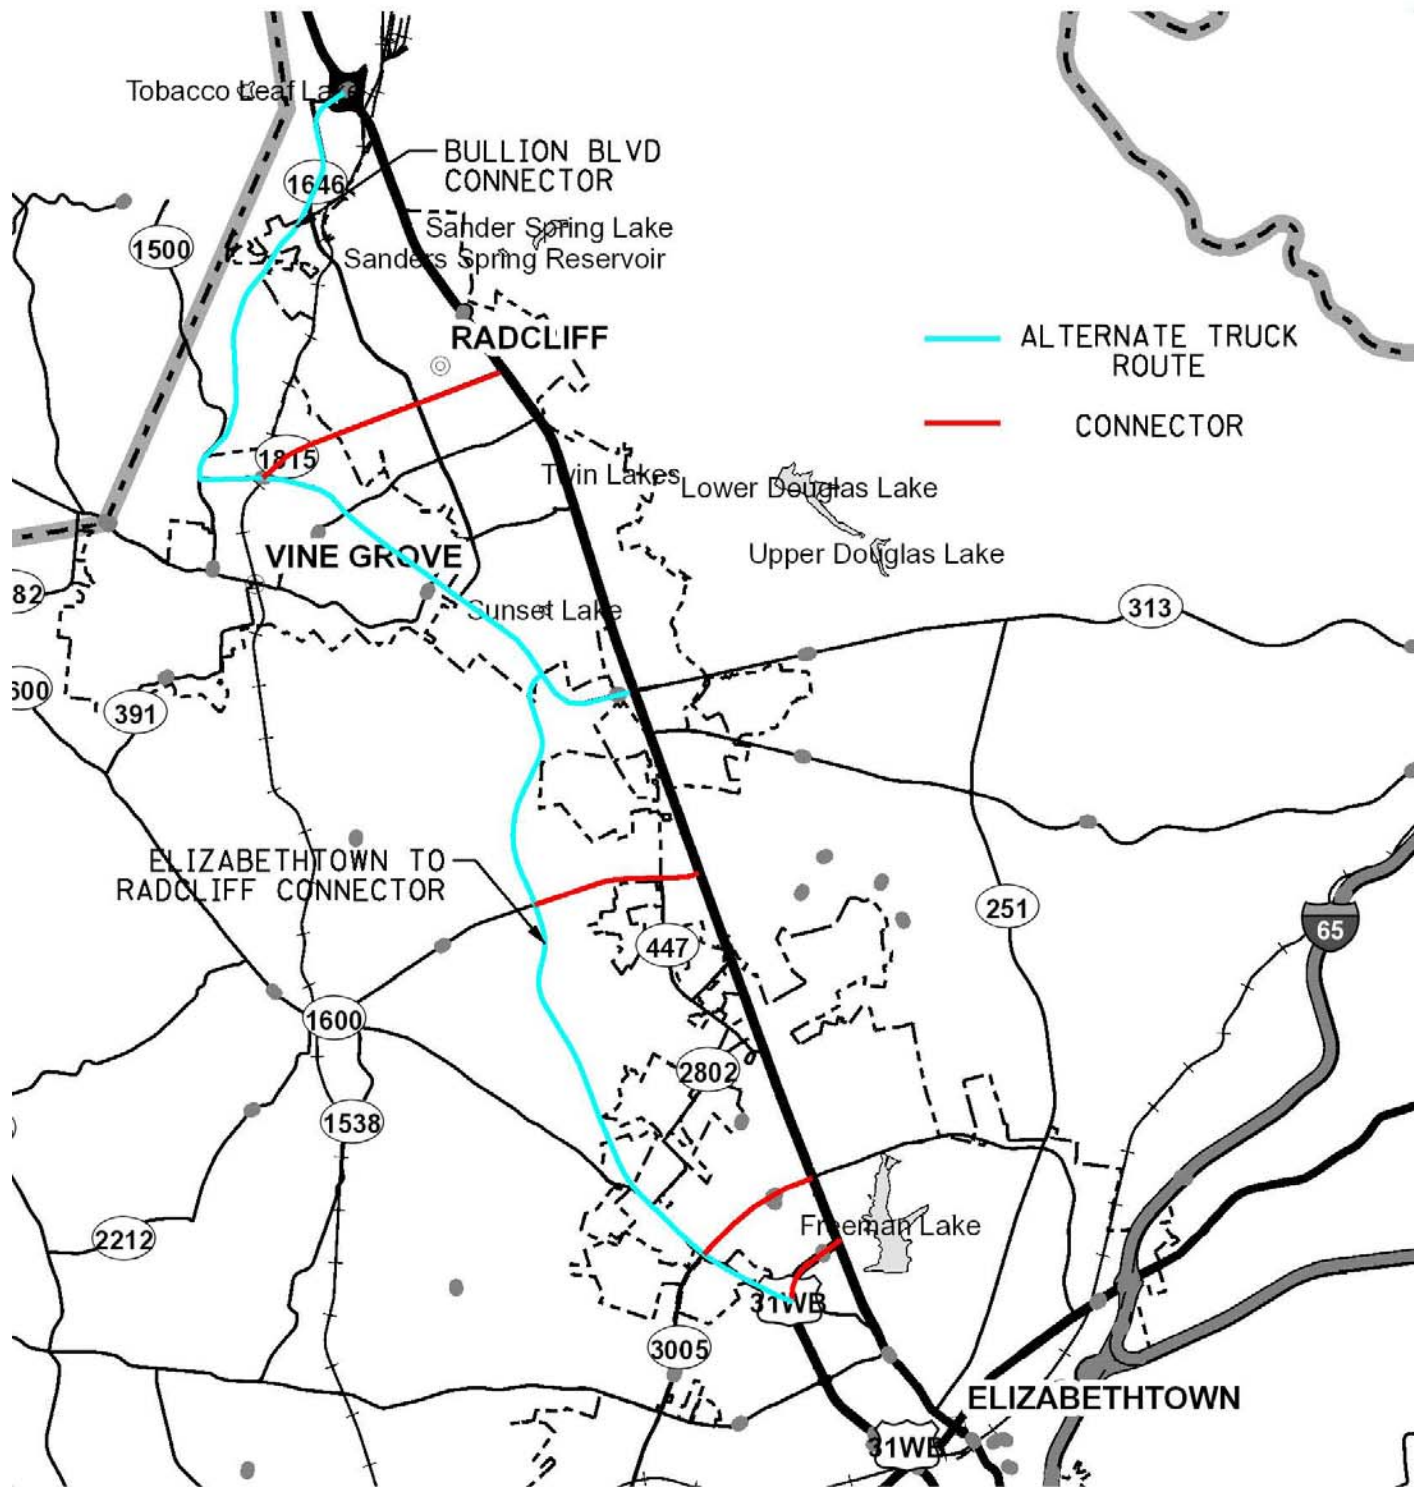 Tobacco Leaf Lake
BULLION BLVD
CONNECTOR
1646
Sander Spring Lake
1500
Sanders Spring Reservoir
RADCLIFF
ALTERNATE TRUCK
ROUTE
CONNECTOR
1815
Twin Lakes
Lower Douglas Lake
VINE GROVE
Upper Douglas Lake
82
Sunset Lake
313
600
391
ELIZABETHTOWN TO
RADCLIFF CONNECTOR
251
65
447
1600
2802
1538
2212
Freeman Lake
31WB
3005
ELIZABETHTOWN
31WB